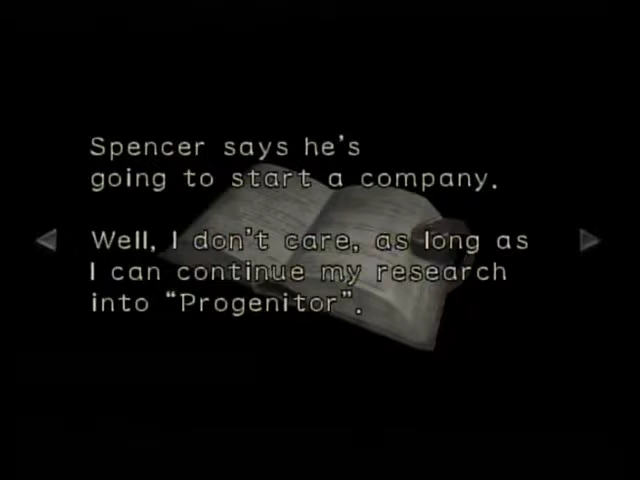 Spencer says he's
going to start a company.
Well, I don't care, as long as
I can continue my research
into "Progenitor".